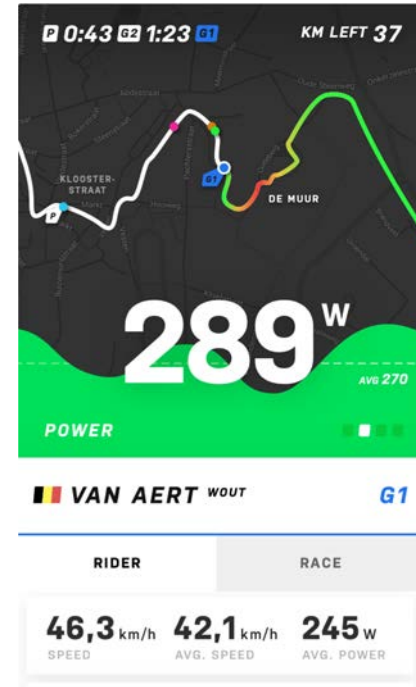 P 0:43 G2 1:23 G1
KM LEFT 37
KLOOSTER-
STRAAT
G1
DE MUUR
P
Markt
289 W
AVG 270
POWER
VAN AERT WOUT G1
RIDER RACE
46,3 km/h 42,1 km/h 245 W
SPEED AVG. SPEED AVG. POWER